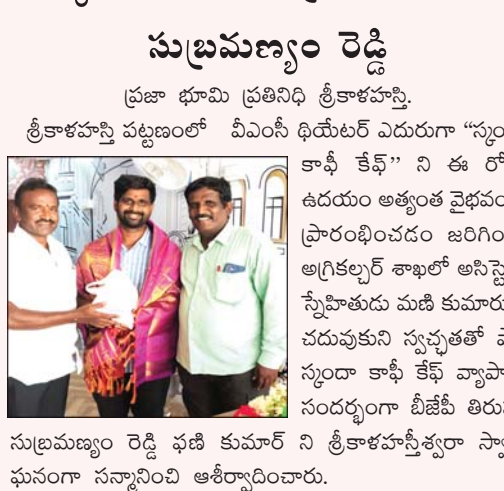 సుబ్రమణ్యం రెడ్డి
ప్రజా భూమి ప్రతినిధి శ్రీకాళహస్తి.
శ్రీకాళహస్తి పట్టణంలో వీఎంసీ థియేటర్ ఎదురుగా “స్కం
కాఫీ కేఫ్” ని ఈ రో
ఉదయం అత్యంత వైభవం
ప్రారంభించడం జరిగిం
అగ్రికల్చర్ శాఖలో అసిస్టె
స్నేహితుడు మణి కుమారు
చదువుకుని స్వచ్ఛతతో
స్కందా కాఫీ కేఫ్ వ్యాపా
సందర్భంగా బీజేపీ తిరు
సుబ్రమణ్యం రెడ్డి ఫణి కుమార్ ని శ్రీకాళహస్తీశ్వరా స్వా
ఘనంగా సన్మానించి ఆశీర్వాదించారు.